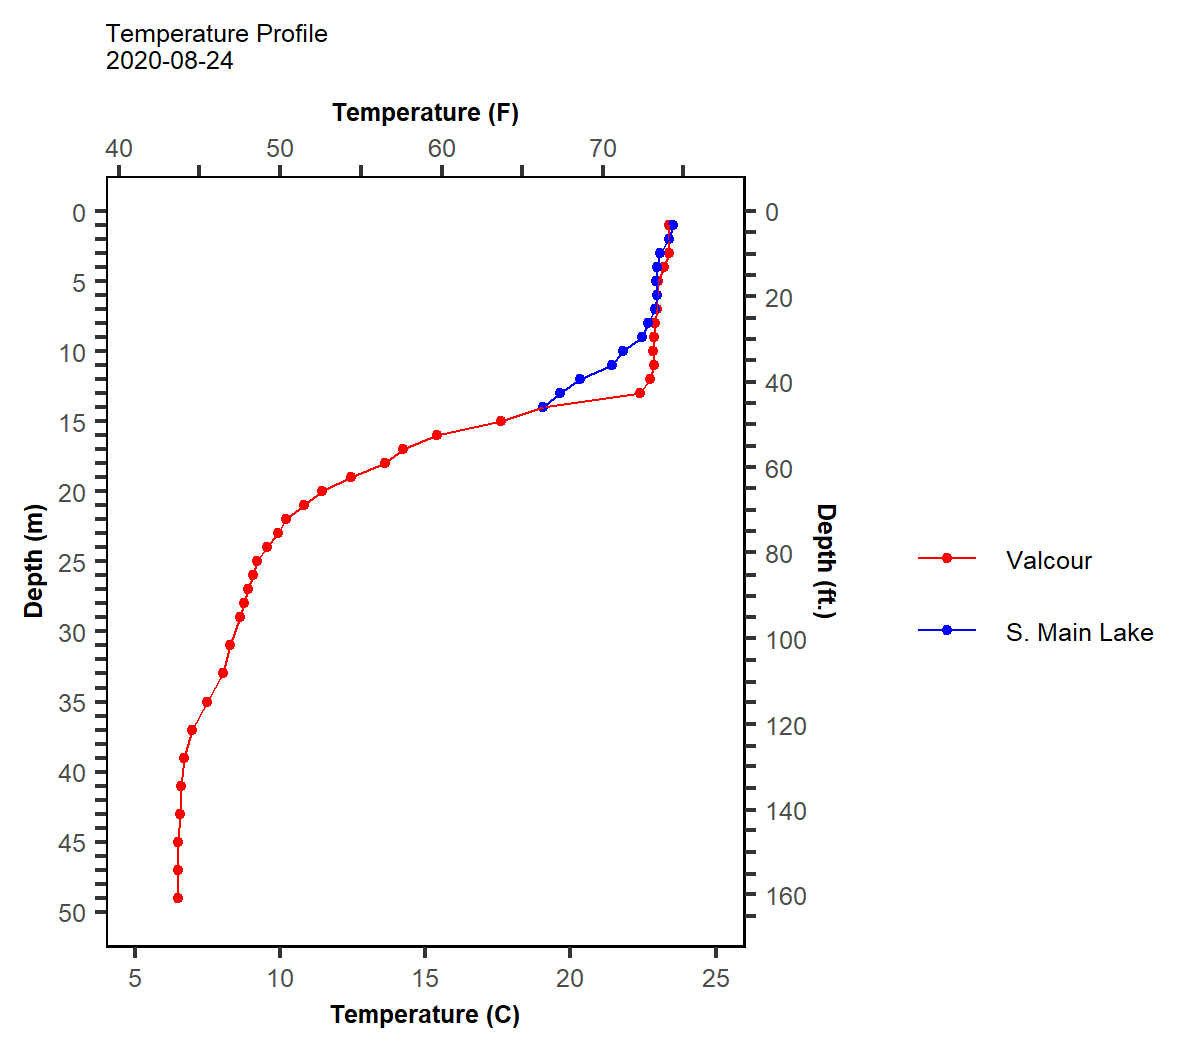 Temperature Profile
2020-08-24
Temperature (F)
40 50 60 70
0 0
5
20
10
40
15
60
20
80
25
30
100
35
120
40
140
45
160
50
Depth (m)
Depth (ft.)
Valcour
S. Main Lake
5 10 15 20 25
Temperature (C)